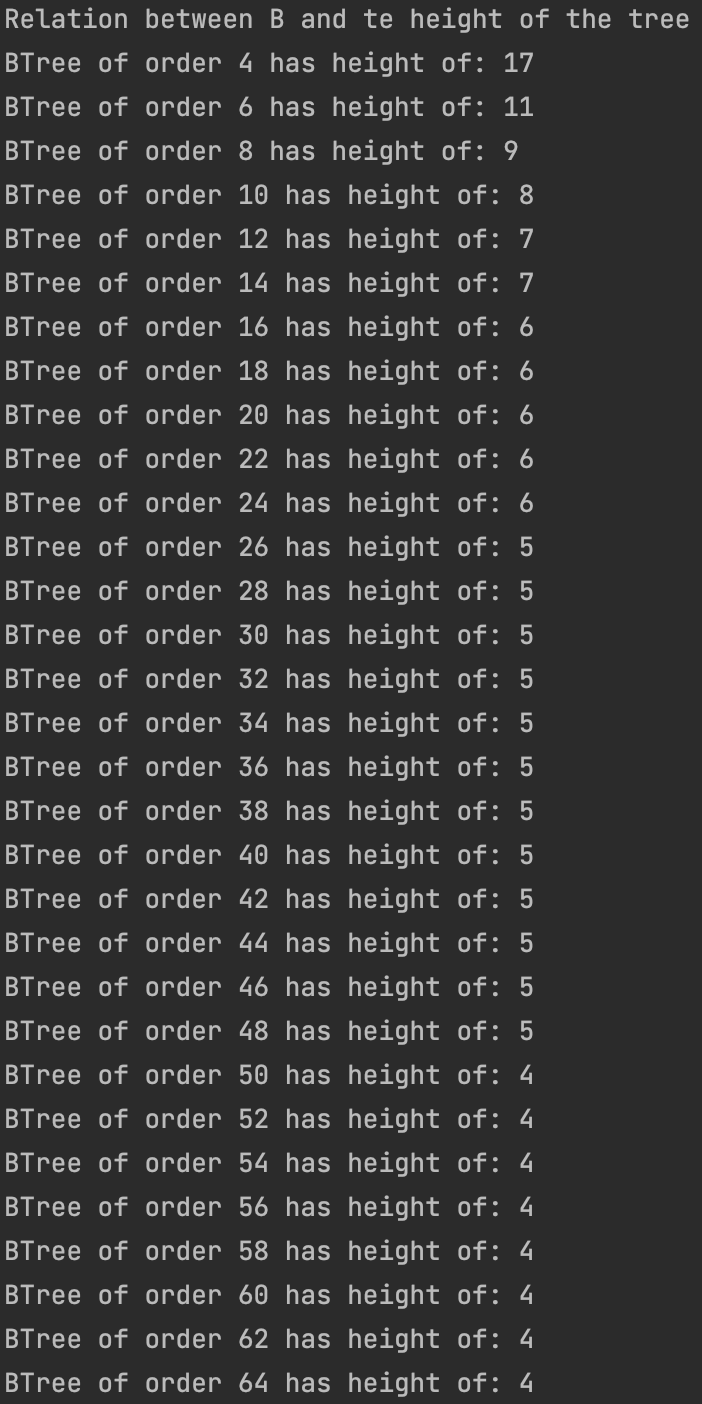 Relation between B and te height of the tree
BTree of order 4 has height of: 17
BTree of order 6 has height of: 11
BTree of order 8 has height of: 9
BTree of order 10 has height of: 8
BTree of order 12 has height of: 7
BTree of order 14 has height of: 7
BTree of order 16 has height of: 6
BTree of order 18 has height of: 6
BTree of order 20 has height of: 6
BTree of order 22 has height of: 6
BTree of order 24 has height of: 6
BTree of order 26 has height of: 5
BTree of order 28 has height of: 5
BTree of order 30 has height of: 5
BTree of order 32 has height of: 5
BTree of order 34 has height of: 5
BTree of order 36 has height of: 5
BTree of order 38 has height of: 5
BTree of order 40 has height of: 5
BTree of order 42 has height of: 5
BTree of order 44 has height of: 5
BTree of order 46 has height of: 5
BTree of order 48 has height of: 5
BTree of order 50 has height of: 4
BTree of order 52 has height of: 4
BTree of order 54 has height of: 4
BTree of order 56 has height of: 4
BTree of order 58 has height of: 4
BTree of order 60 has height of: 4
BTree of order 62 has height of: 4
BTree of order 64 has height of: 4